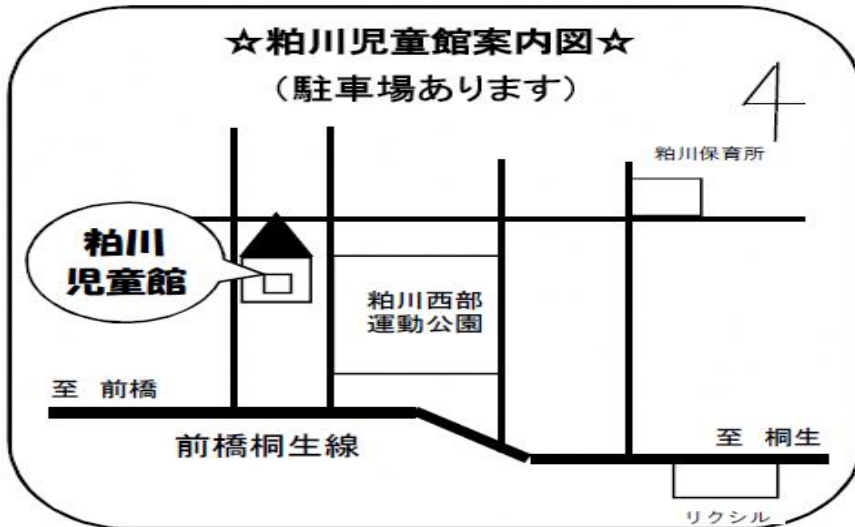 ☆粕川児童館案内図☆
(駐車場あります)
粕川保育所
粕川
児童館
粕川西部
運動公園
至 前橋
前橋桐生線
至 桐生
リクシル